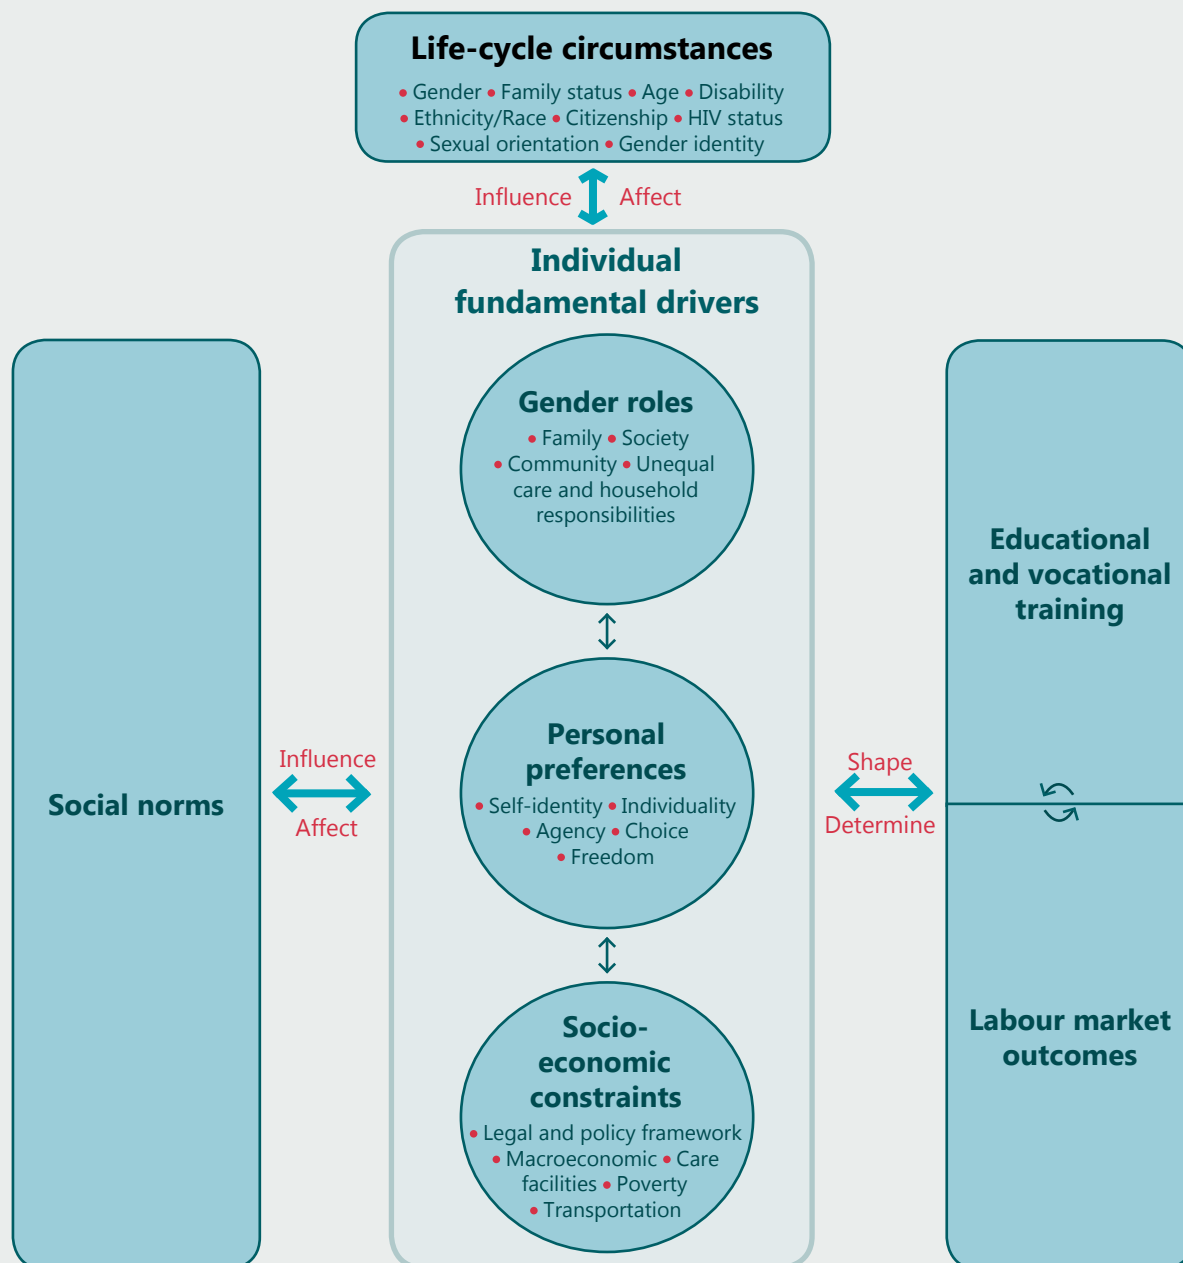 Life-cycle circumstances
• Gender • Family status • Age • Disability
• Ethnicity/Race • Citizenship • HIV status
• Sexual orientation • Gender identity
Influence
Affect
Individual
fundamental drivers
Gender roles
• Family • Society
• Community • Unequal
care and household
responsibilities
Personal
preferences
• Self-identity • Individuality
• Agency • Choice
• Freedom
Socio-
economic
constraints
• Legal and policy framework
• Macroeconomic • Care
facilities • Poverty
• Transportation
Social norms
Influence
Affect
Shape
Determine
Educational
and vocational
training
Labour market
outcomes